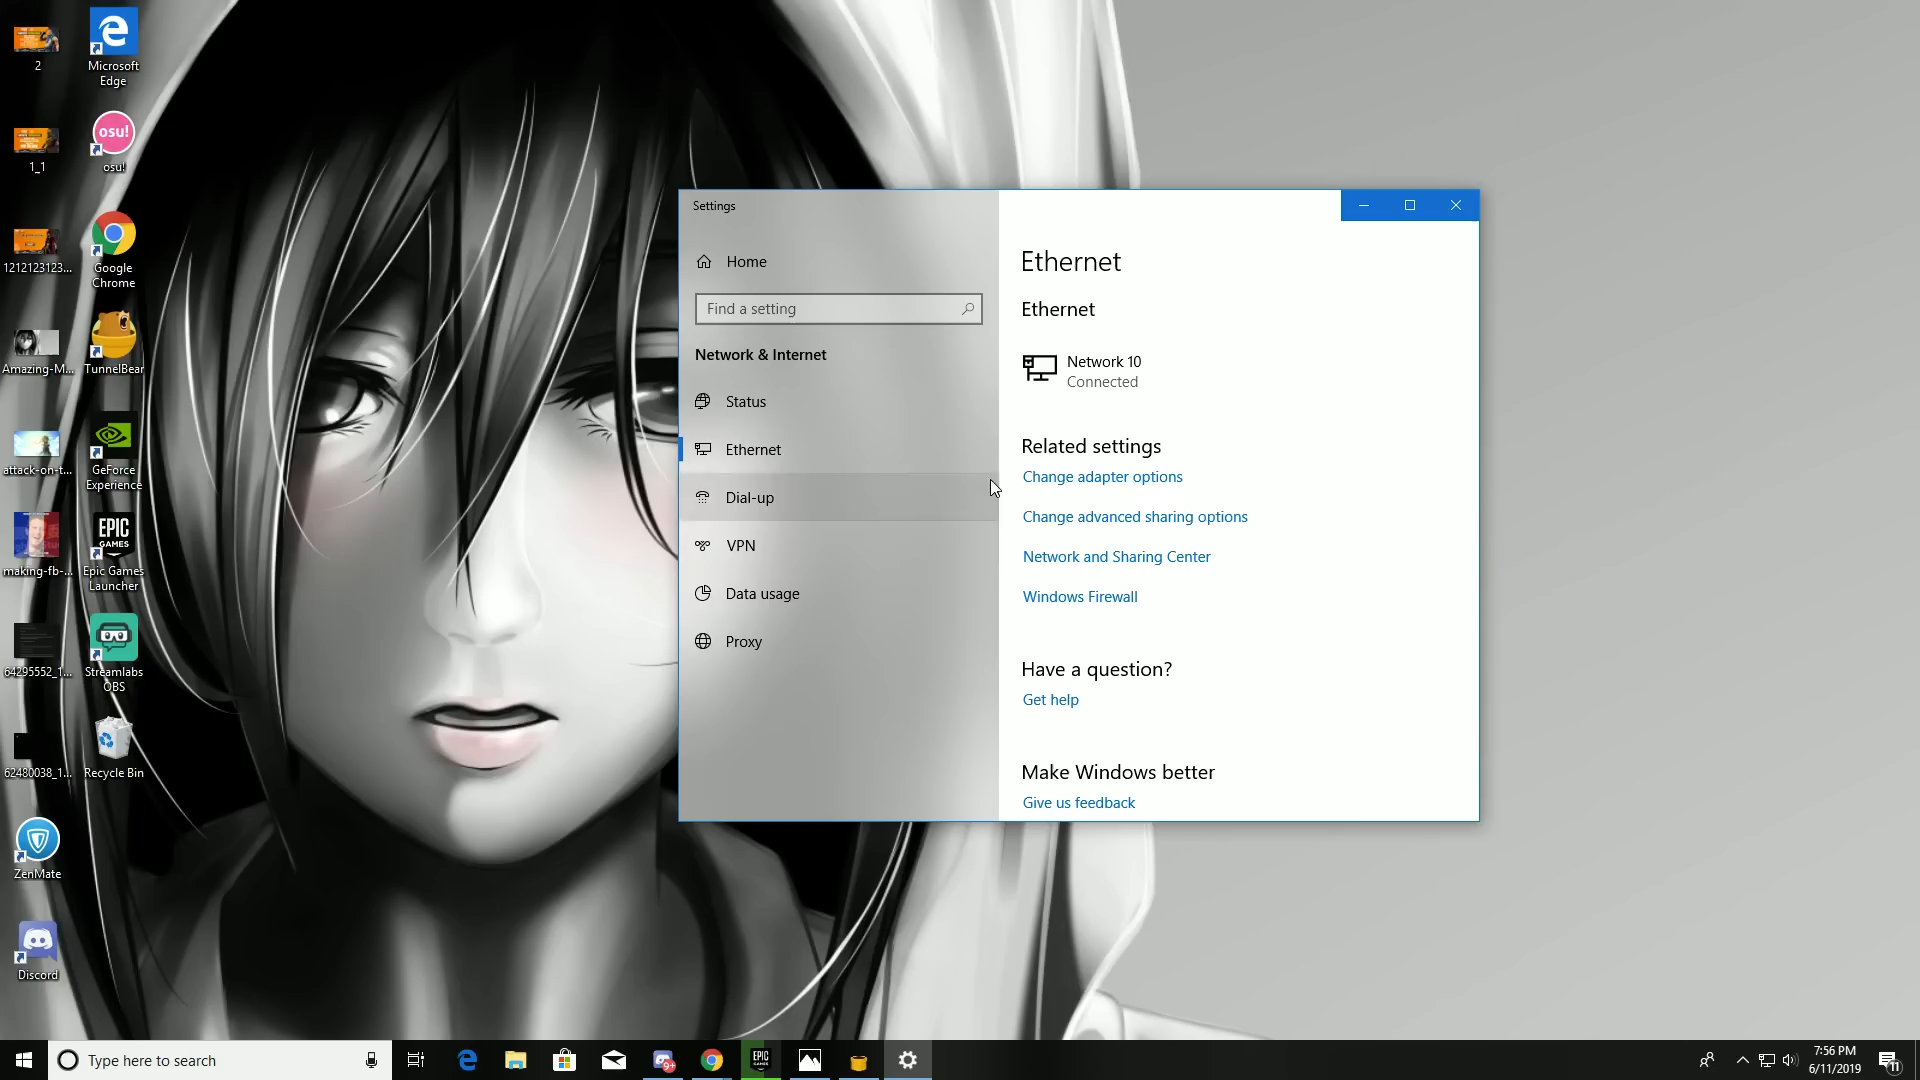 2
Microsoft
Edge
1_1
osu!
osu!
1212123123...
Google
Chrome
Amazing-M...
TunnelBear
attack-on-t...
GeForce
Experience
making-fb-...
EPIC
GAMES
Epic Games
Launcher
64295552_1...
Streamlabs
OBS
62480038_1...
Recycle Bin
ZenMate
Discord
Settings
Home
Find a setting
Network & Internet
Status
Ethernet
Dial-up
VPN
Data usage
Proxy
Ethernet
Ethernet
Network 10
Connected
Related settings
Change adapter options
Change advanced sharing options
Network and Sharing Center
Windows Firewall
Have a question?
Get help
Make Windows better
Give us feedback
Type here to search
9+
EPIC
GAMES
7:56 PM
6/11/2019
11